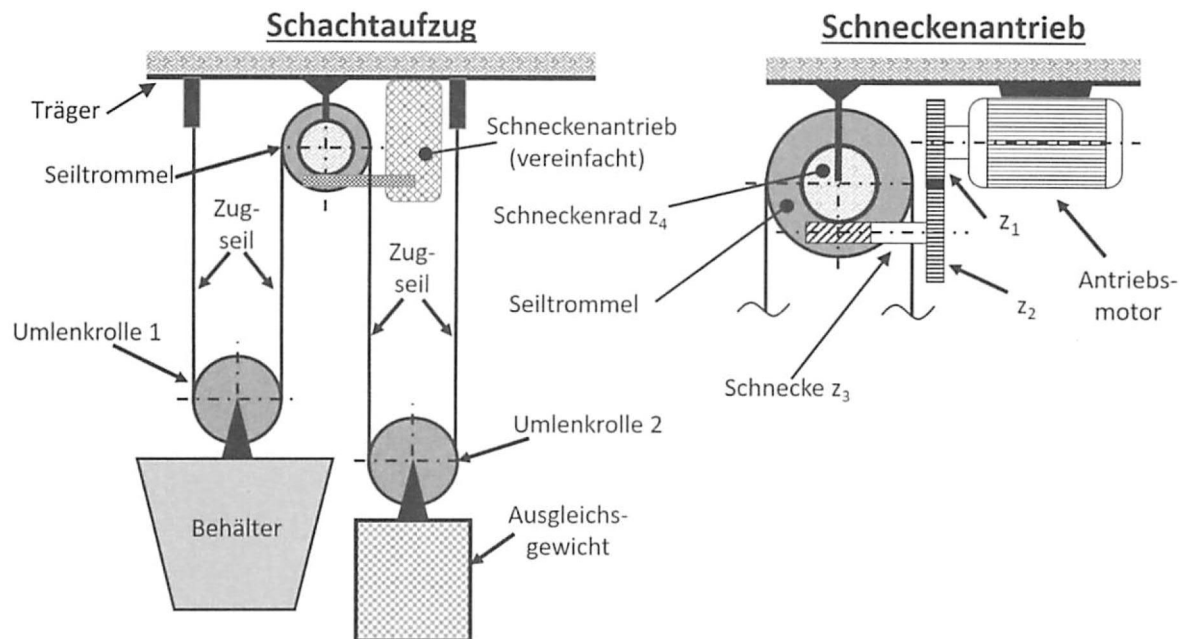 Schachtaufzug
Träger
Seiltrommel
Schneckenantrieb
(vereinfacht)
Zug-
seil
Zug-
seil
Umlenkrolle 1
Umlenkrolle 2
Behälter
Ausgleichs-
gewicht
Schneckenantrieb
Schneckenrad z₄
Seiltrommel
z₁
z₂
Antriebs-
motor
Schnecke z₃